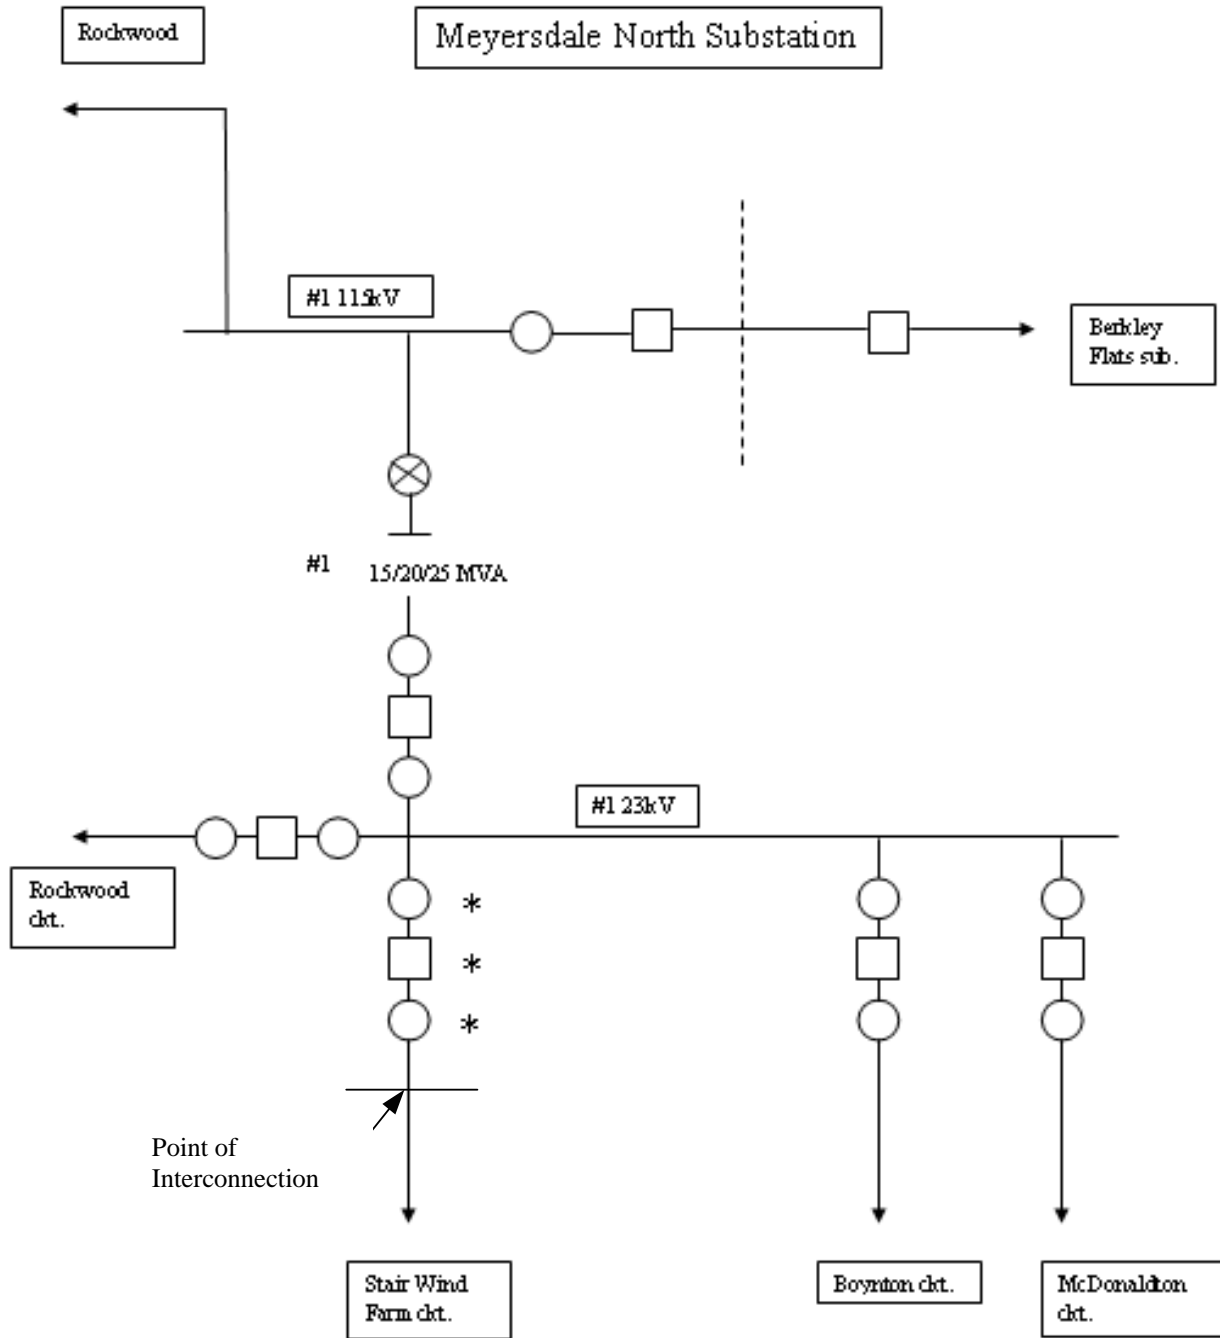 Rockwood
Meyersdale North Substation
#1 115kV
Berkley
Flats sub.
#1
15/20/25 MVA
#1 23kV
Rockwood
ckt.
*
*
*
Point of
Interconnection
Stair Wind
Farm ckt.
Boynton ckt.
McDonaldton
ckt.